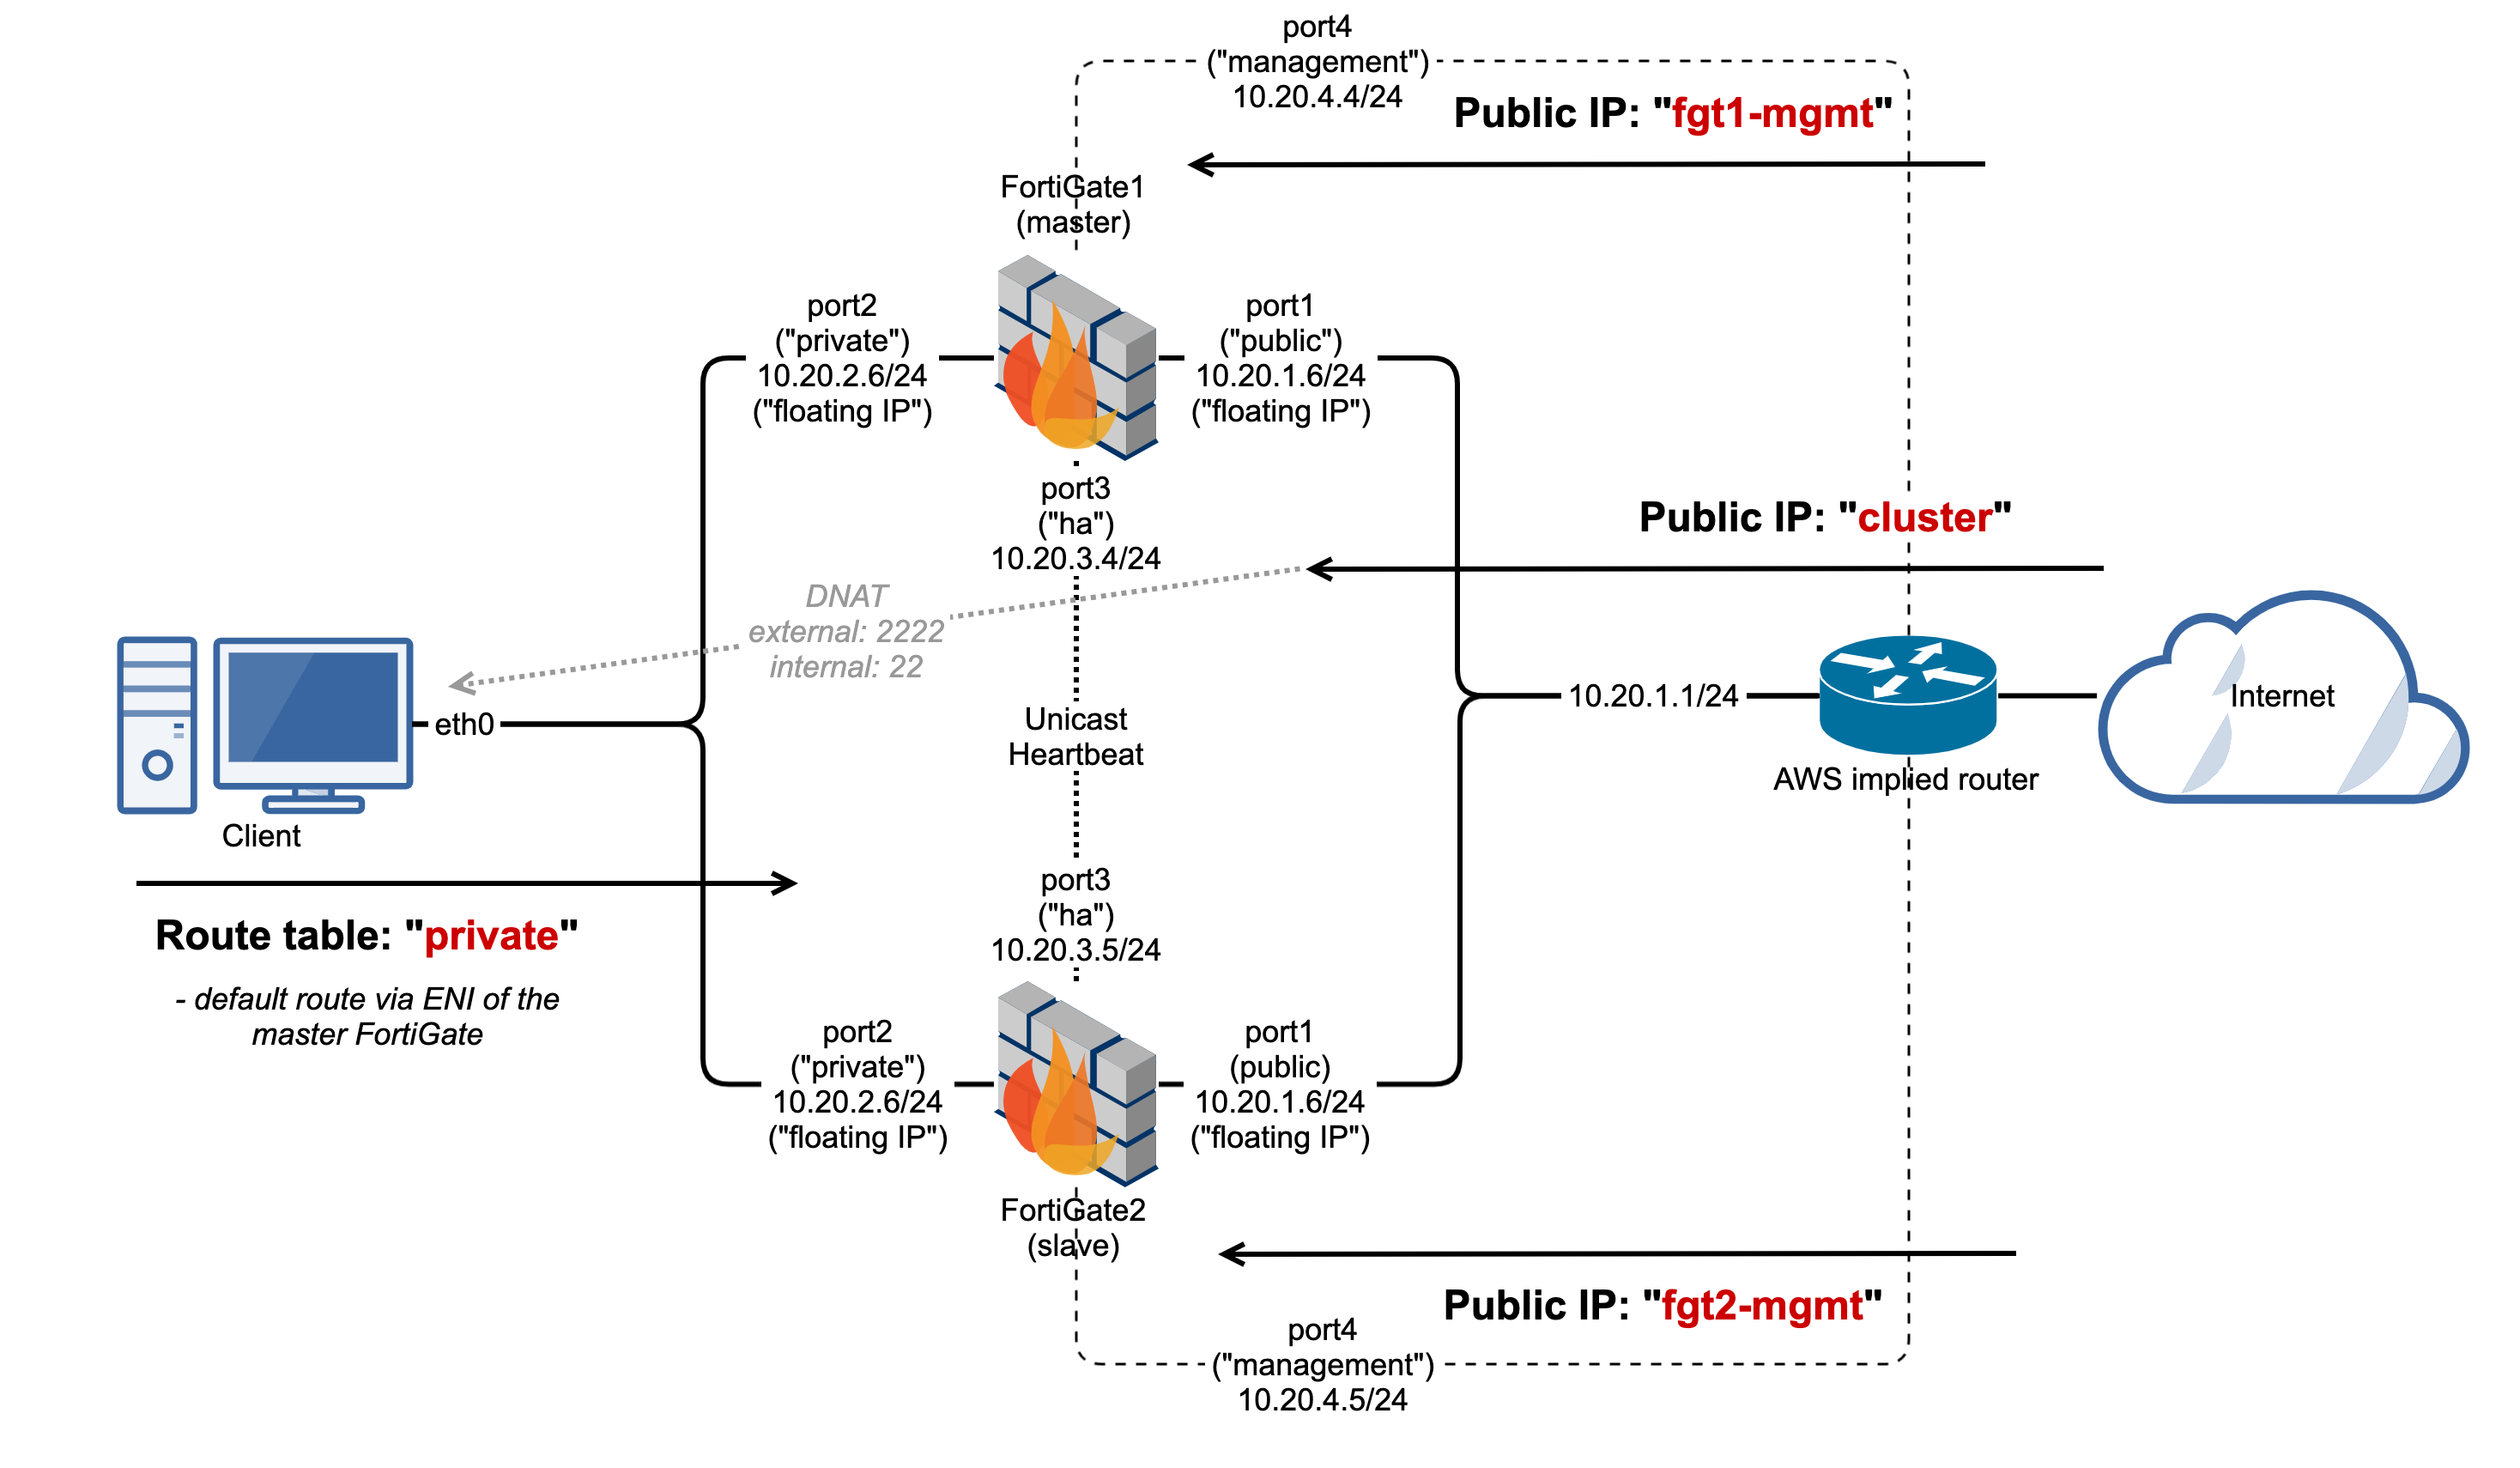 port4
("management")
10.20.4.4/24
Public IP: "fgt1-mgmt"
FortiGate1
(master)
port2
("private")
10.20.2.6/24
("floating IP")
port1
("public")
10.20.1.6/24
("floating IP")
port3
("ha")
10.20.3.4/24
Public IP: "cluster"
DNAT
external: 2222
internal: 22
eth0
Client
Unicast
Heartbeat
10.20.1.1/24
AWS implied router
Internet
Route table: "private"
- default route via ENI of the
master FortiGate
port3
("ha")
10.20.3.5/24
port2
("private")
10.20.2.6/24
("floating IP")
port1
(public)
10.20.1.6/24
("floating IP")
FortiGate2
(slave)
Public IP: "fgt2-mgmt"
port4
("management")
10.20.4.5/24